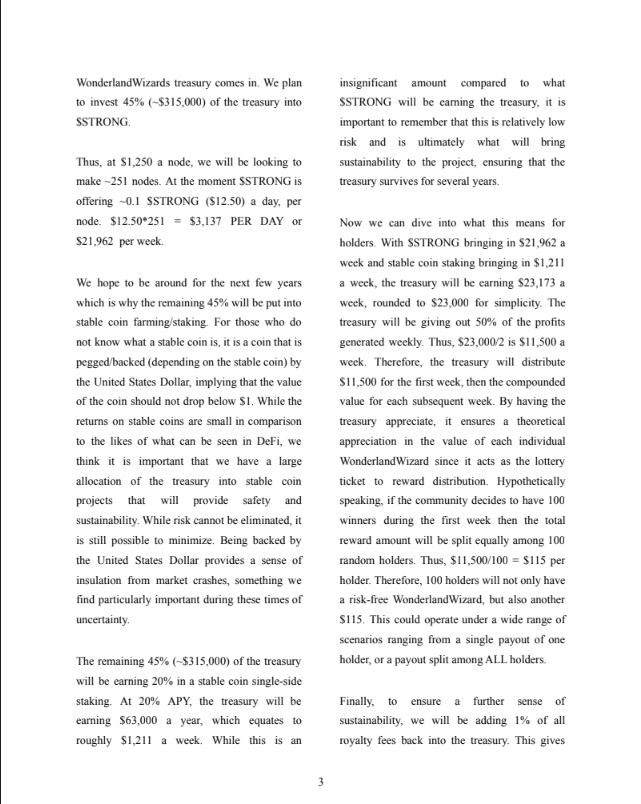 WonderlandWizards treasury comes in. We plan
to invest 45% (~$315,000) of the treasury into
$STRONG.
Thus, at $1,250 a node, we will be looking to
make ~251 nodes. At the moment $STRONG is
offering ~0.1 $STRONG ($12.50) a day, per
node. $12.50*251 = $3,137 PER DAY or
$21,962 per week.
We hope to be around for the next few years
which is why the remaining 45% will be put into
stable coin farming/staking. For those who do
not know what a stable coin is, it is a coin that is
pegged/backed (depending on the stable coin) by
the United States Dollar, implying that the value
of the coin should not drop below $1. While the
returns on stable coins are small in comparison
to the likes of what can be seen in DeFi, we
think it is important that we have a large
allocation of the treasury into stable coin
projects that will provide safety and
sustainability. While risk cannot be eliminated, it
is still possible to minimize. Being backed by
the United States Dollar provides a sense of
insulation from market crashes, something we
find particularly important during these times of
uncertainty.
The remaining 45% (~$315,000) of the treasury
will be earning 20% in a stable coin single-side
staking. At 20% APY, the treasury will be
earning $63,000 a year, which equates to
roughly $1,211 a week. While this is an
insignificant amount compared to what
$STRONG will be earning the treasury, it is
important to remember that this is relatively low
risk and is ultimately what will bring
sustainability to the project, ensuring that the
treasury survives for several years.
Now we can dive into what this means for
holders. With $STRONG bringing in $21,962 a
week and stable coin staking bringing in $1,211
a week, the treasury will be earning $23,173 a
week, rounded to $23,000 for simplicity. The
treasury will be giving out 50% of the profits
generated weekly. Thus, $23,000/2 is $11,500 a
week. Therefore, the treasury will distribute
$11,500 for the first week, then the compounded
value for each subsequent week. By having the
treasury appreciate, it ensures a theoretical
appreciation in the value of each individual
WonderlandWizard since it acts as the lottery
ticket to reward distribution. Hypothetically
speaking, if the community decides to have 100
winners during the first week then the total
reward amount will be split equally among 100
random holders. Thus, $11,500/100 = $115 per
holder. Therefore, 100 holders will not only have
a risk-free WonderlandWizard, but also another
$115. This could operate under a wide range of
scenarios ranging from a single payout of one
holder, or a payout split among ALL holders.
Finally, to ensure a further sense of
sustainability, we will be adding 1% of all
royalty fees back into the treasury. This gives
3